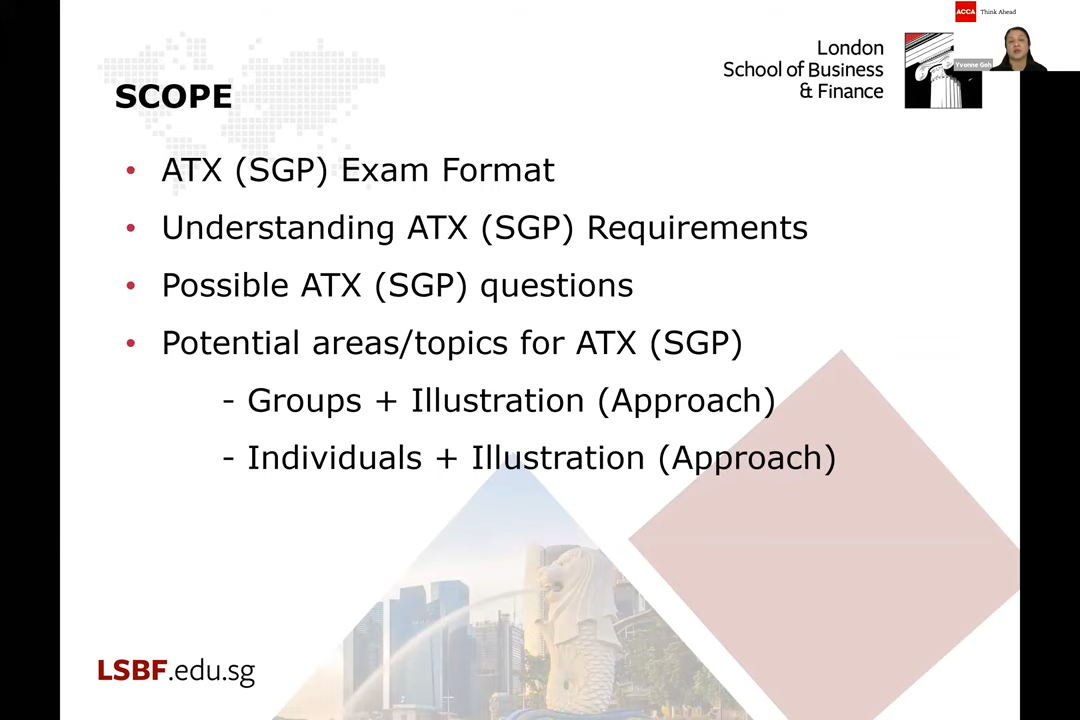 ACCA Think Ahead
London
School of Business
& Finance
Yvonne Goh
SCOPE
• ATX (SGP) Exam Format
• Understanding ATX (SGP) Requirements
• Possible ATX (SGP) questions
• Potential areas/topics for ATX (SGP)
- Groups + Illustration (Approach)
- Individuals + Illustration (Approach)
LSBF.edu.sg